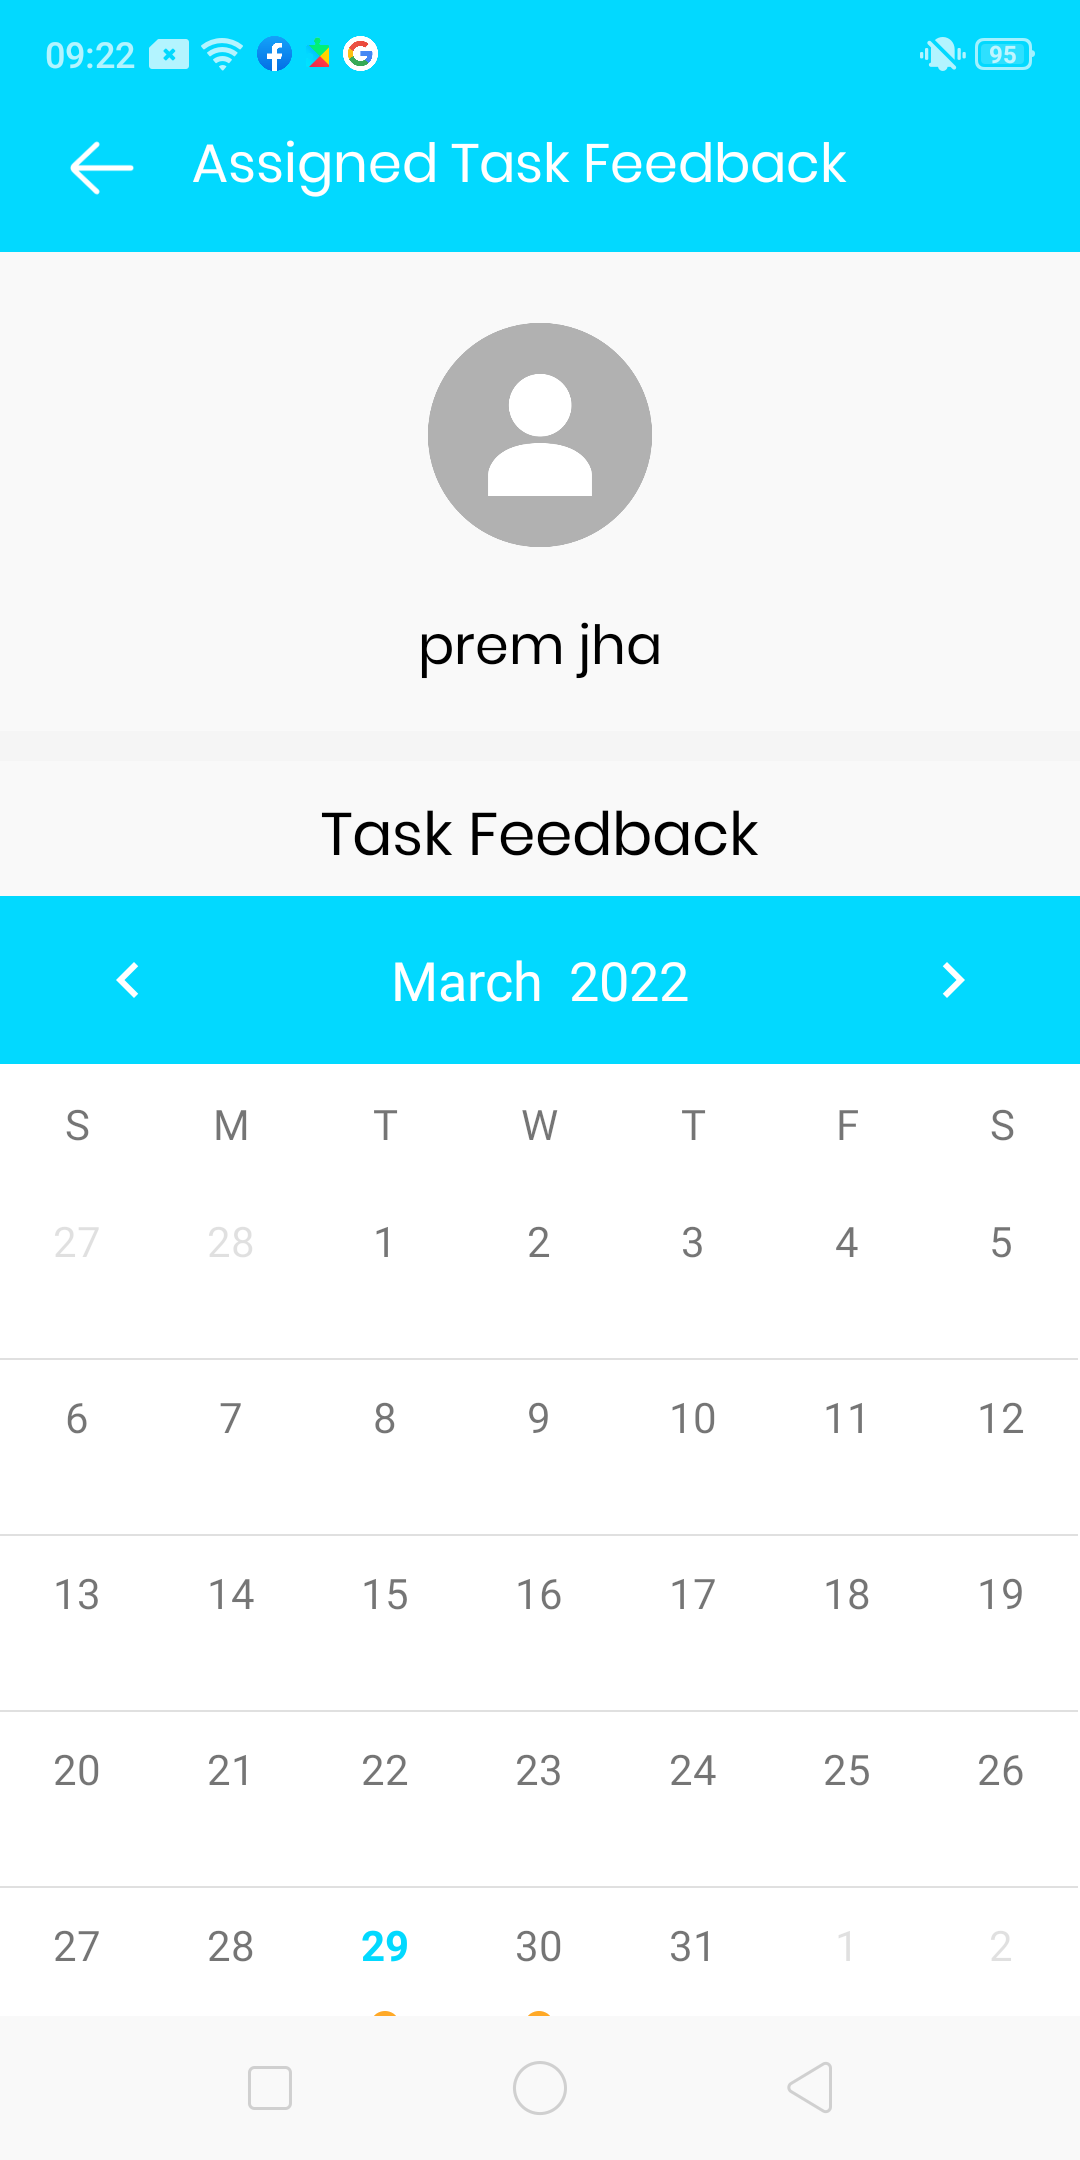 09:22 95
Assigned Task Feedback
prem jha
Task Feedback
March 2022
S M T W T F S
27 28 1 2 3 4 5
6 7 8 9 10 11 12
13 14 15 16 17 18 19
20 21 22 23 24 25 26
27 28 29 30 31 1 2